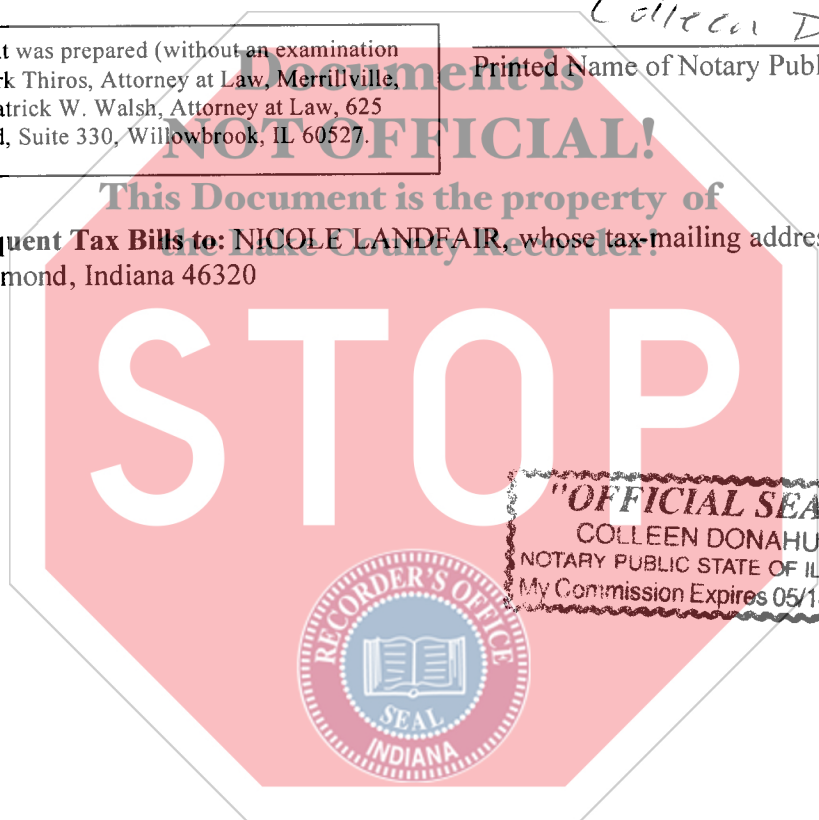 Colleen D
t was prepared (without an examination
rk Thiros, Attorney at Law, Merrillville,
atrick W. Walsh, Attorney at Law, 625
d, Suite 330, Willowbrook, IL 60527.
Printed Name of Notary Publ
Document is
NOT OFFICIAL!
This Document is the property of
the Lake County Recorder!
quent Tax Bills to: NICOLE LANDFAIR, whose tax-mailing addres
mond, Indiana 46320
STOP
"OFFICIAL SEA
COLLEEN DONAHU
NOTARY PUBLIC STATE OF IL
My Commission Expires 05/1
RECORDER'S OFFICE
SEAL
INDIANA